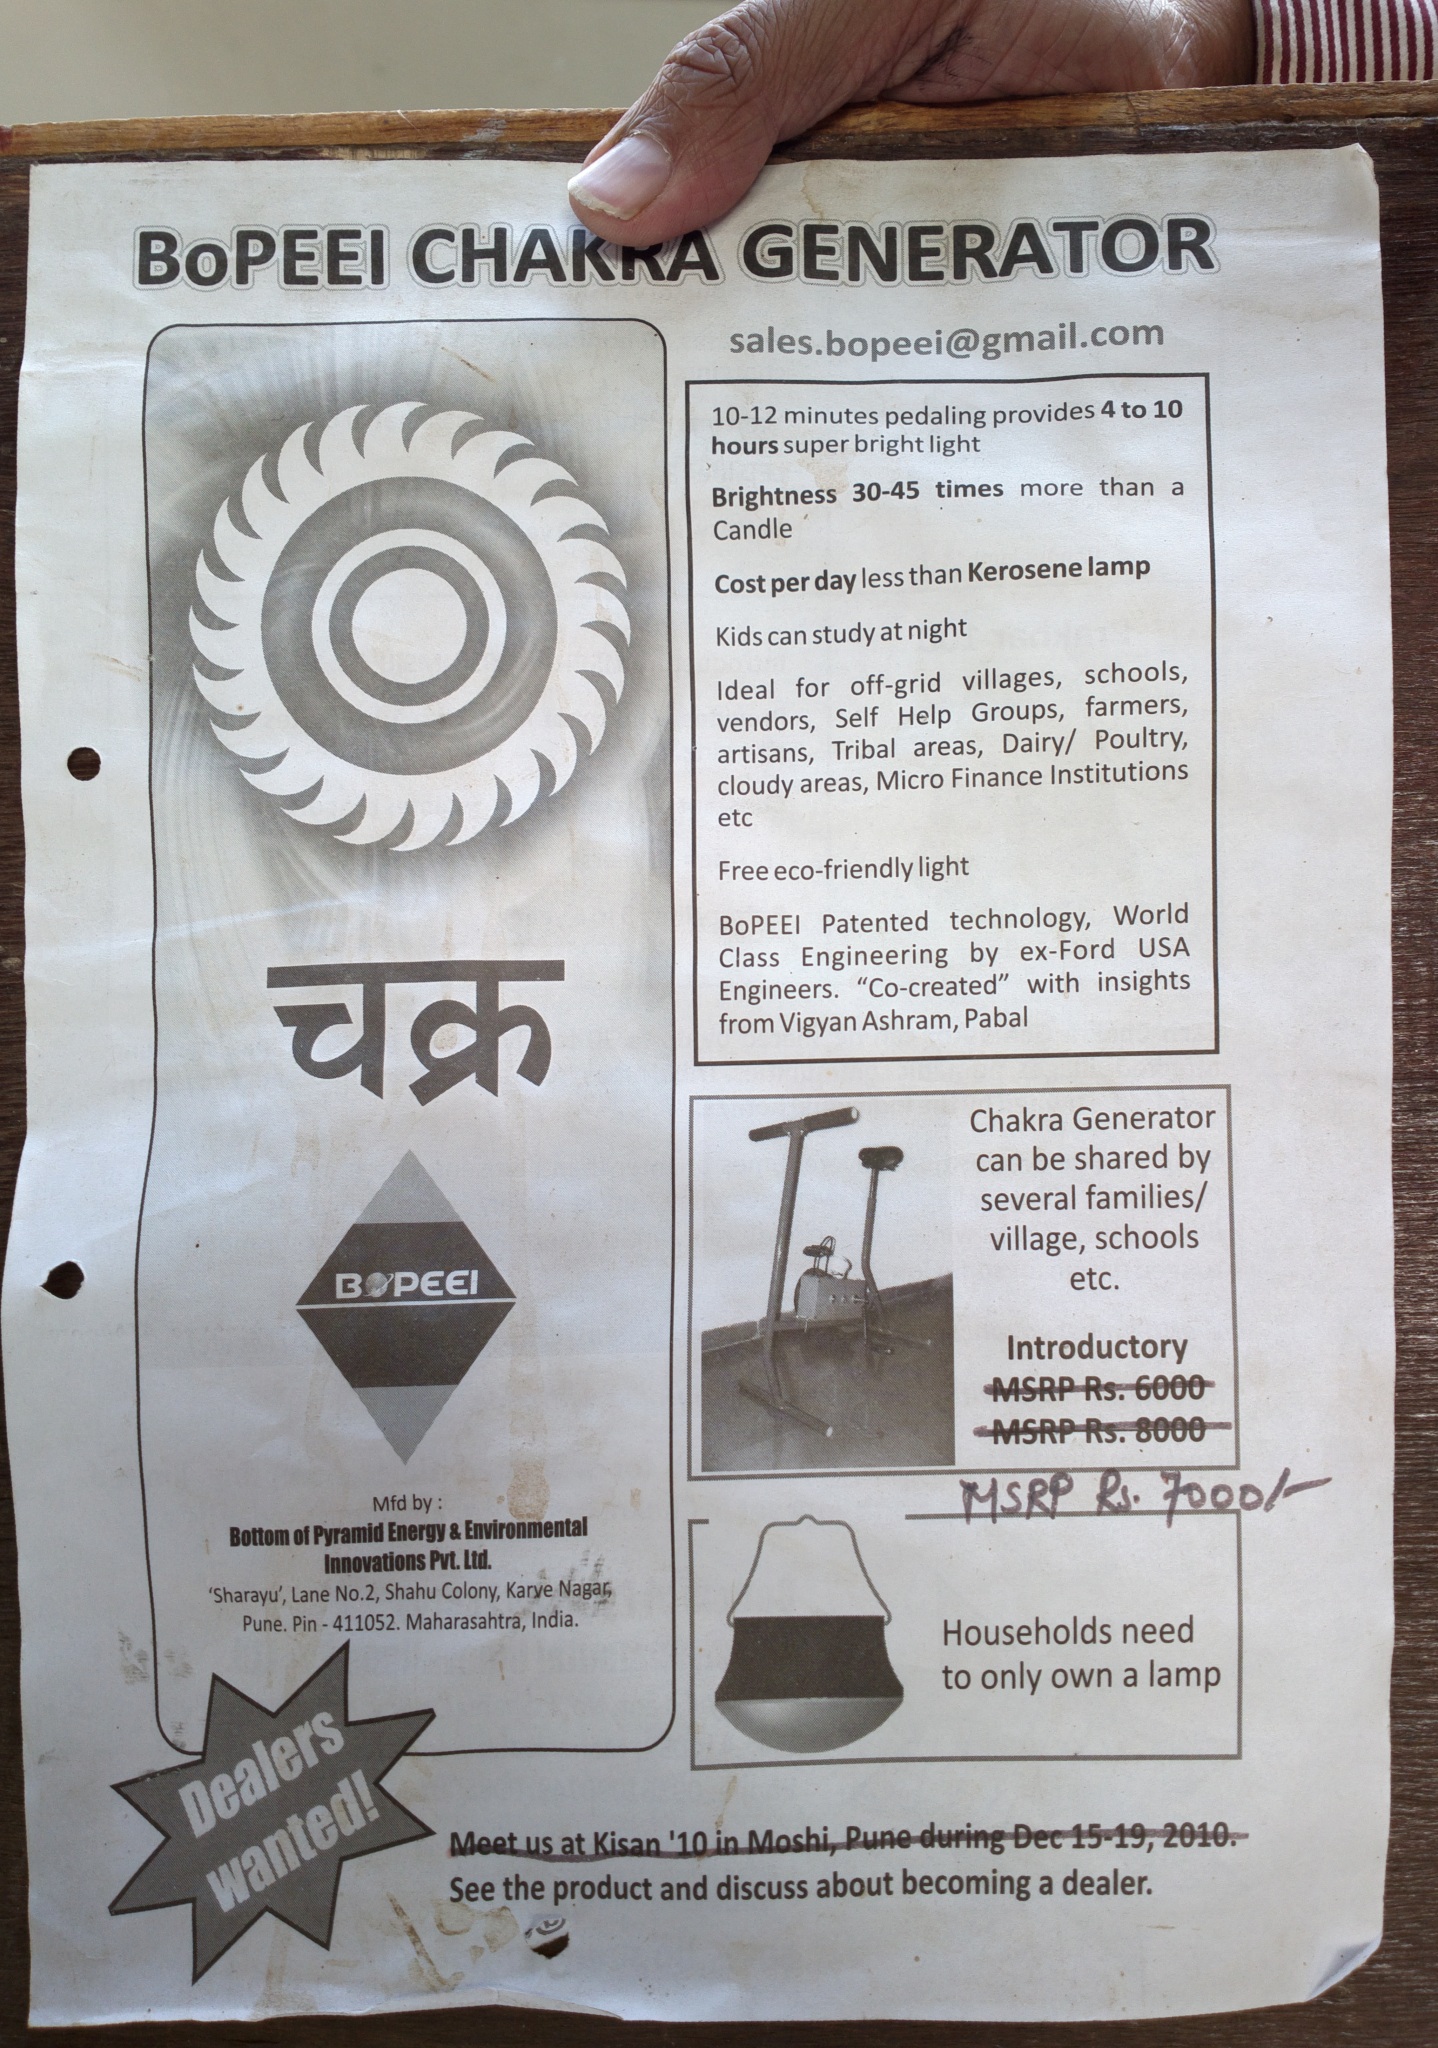 BoPEEI CHAKRA GENERATOR
sales.bopeei@gmail.com
10-12 minutes pedaling provides 4 to 10
hours super bright light
Brightness 30-45 times more than a
Candle
Cost per day less than Kerosene lamp
Kids can study at night
Ideal for off-grid villages, schools,
vendors, Self Help Groups, farmers,
artisans, Tribal areas, Dairy/ Poultry,
cloudy areas, Micro Finance Institutions
etc
Free eco-friendly light
BoPEEI Patented technology, World
Class Engineering by ex-Ford USA
Engineers. “Co-created” with insights
from Vigyan Ashram, Pabal
चक्र
BOPEEI
Mfd by :
Bottom of Pyramid Energy & Environmental
Innovations Pvt. Ltd.
‘Sharayu’, Lane No.2, Shahu Colony, Karve Nagar,
Pune. Pin - 411052. Maharasahtra, India.
Chakra Generator
can be shared by
several families/
village, schools
etc.
Introductory
MSRP Rs. 6000
MSRP Rs. 8000
MSRP Rs. 7000/-
Households need
to only own a lamp
Dealers
wanted!
Meet us at Kisan '10 in Moshi, Pune during Dec 15-19, 2010.
See the product and discuss about becoming a dealer.